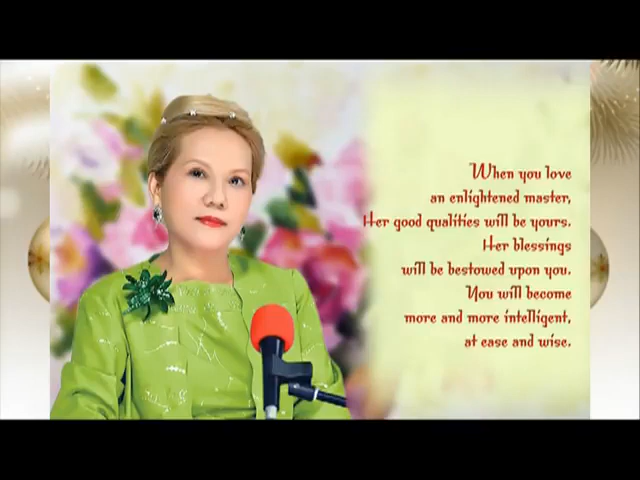 When you love
an enlightened master,
Her good qualities will be yours.
Her blessings
will be bestowed upon you.
You will become
more and more intelligent,
at ease and wise.